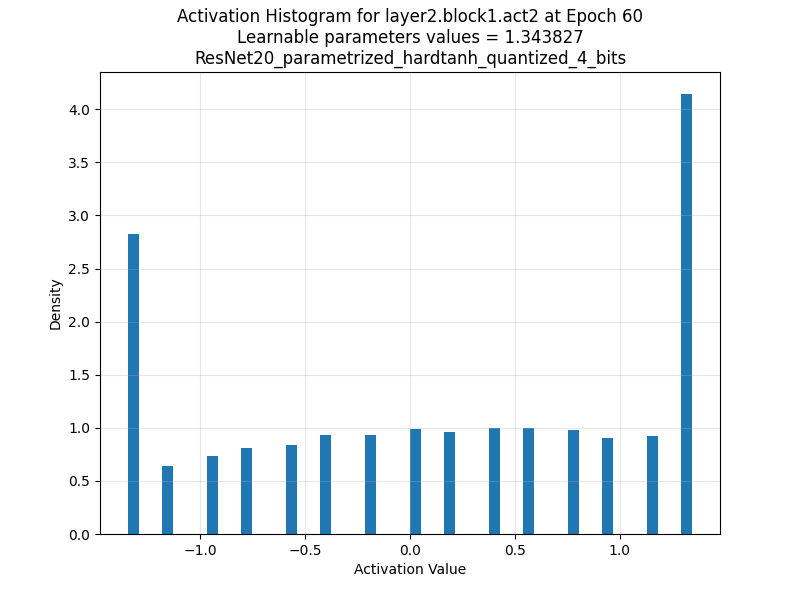 Activation Histogram for layer2.block1.act2 at Epoch 60
Learnable parameters values = 1.343827
ResNet20_parametrized_hardtanh_quantized_4_bits
4.0
3.5
3.0
2.5
2.0
1.5
1.0
0.5
0.0
Density
−1.0 −0.5 0.0 0.5 1.0
Activation Value